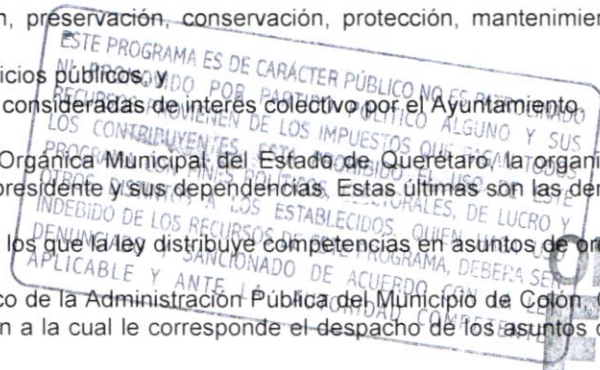 n, preservación, conservación, protección, mantenimien
icios públicos, y
consideradas de interés colectivo por el Ayuntamiento.
Orgánica Municipal del Estado de Querétaro, la organi
presidente y sus dependencias. Estas últimas son las der
los que la ley distribuye competencias en asuntos de or
co de la Administración Pública del Municipio de Colón,
n a la cual le corresponde el despacho de los asuntos
ESTE PROGRAMA ES DE CARÁCTER PÚBLICO NO ES PATROCINADO
NI PROMOVIDO POR PARTIDO POLÍTICO ALGUNO Y SUS
RECURSOS PROVIENEN DE LOS IMPUESTOS QUE PAGAN TODOS
LOS CONTRIBUYENTES. ESTÁ PROHIBIDO EL USO DE ESTE
PROGRAMA CON FINES POLÍTICOS, ELECTORALES, DE LUCRO Y
OTROS DISTINTOS A LOS ESTABLECIDOS. QUIEN HAGA USO
INDEBIDO DE LOS RECURSOS DE ESTE PROGRAMA, DEBERÁ SER
DENUNCIADO Y SANCIONADO DE ACUERDO CON LA LEY
APLICABLE Y ANTE LA AUTORIDAD COMPETENTE